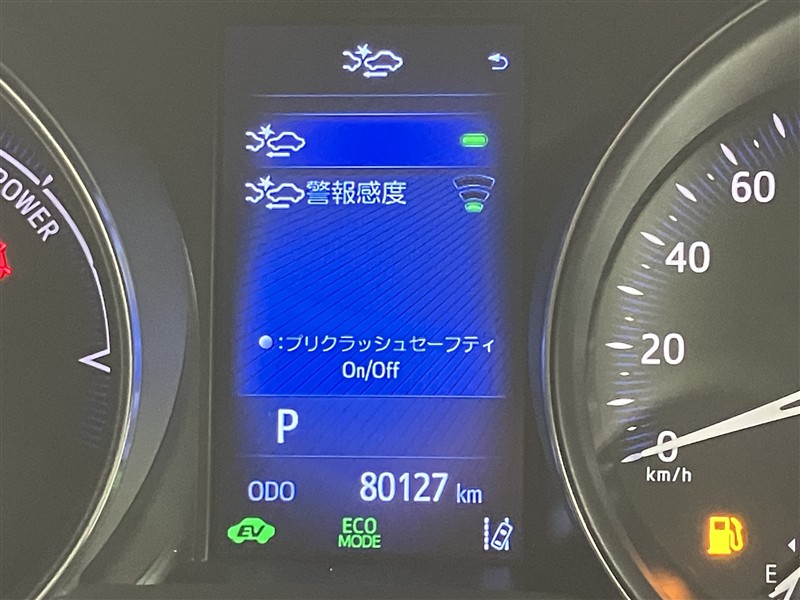 POWER
警報感度
:プリクラッシュセーフティ
On/Off
P
ODO 80127 km
EV
ECO
MODE
60
40
20
0
km/h
E